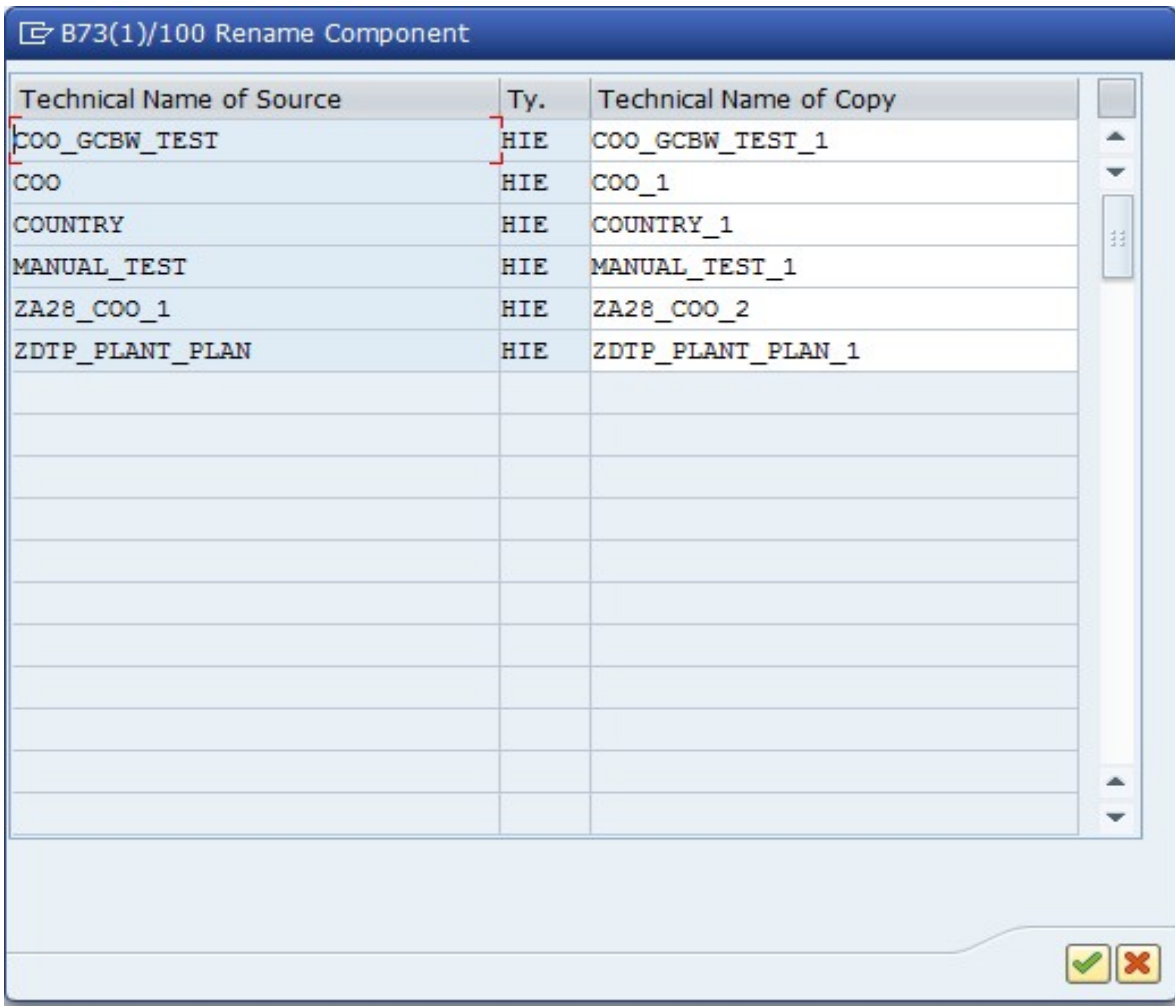 B73(1)/100 Rename Component
Technical Name of Source Ty. Technical Name of Copy
COO_GCBW_TEST HIE COO_GCBW_TEST_1
COO HIE COO_1
COUNTRY HIE COUNTRY_1
MANUAL_TEST HIE MANUAL_TEST_1
ZA28_COO_1 HIE ZA28_COO_2
ZDTP_PLANT_PLAN HIE ZDTP_PLANT_PLAN_1